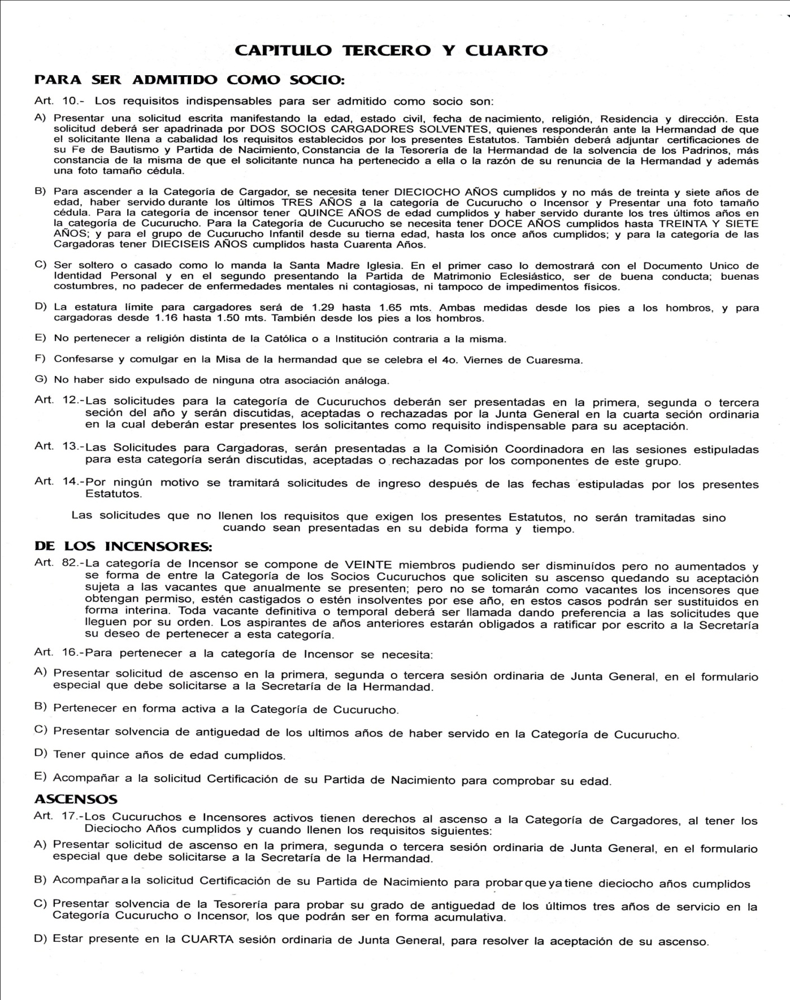 CAPITULO TERCERO Y CUARTO
PARA SER ADMITIDO COMO SOCIO:
Art. 10.- Los requisitos indispensables para ser admitido como socio son:
A) Presentar una solicitud escrita manifestando la edad, estado civil, fecha de nacimiento, religión, Residencia y dirección. Esta
solicitud deberá ser apadrinada por DOS SOCIOS CARGADORES SOLVENTES, quienes responderán ante la Hermandad de que
el solicitante llena a cabalidad los requisitos establecidos por los presentes Estatutos. También deberá adjuntar certificaciones de
su Fe de Bautismo y Partida de Nacimiento, Constancia de la Tesorería de la Hermandad de la solvencia de los Padrinos, más
constancia de la misma de que el solicitante nunca ha pertenecido a ella o la razón de su renuncia de la Hermandad y además
una foto tamaño cédula.
B) Para ascender a la Categoría de Cargador, se necesita tener DIECIOCHO AÑOS cumplidos y no más de treinta y siete años de
edad, haber servido durante los últimos TRES AÑOS a la categoría de Cucurucho o Incensor y Presentar una foto tamaño
cédula. Para la categoría de incensor tener QUINCE AÑOS de edad cumplidos y haber servido durante los tres últimos años en
la categoría de Cucurucho. Para la Categoría de Cucurucho se necesita tener DOCE AÑOS cumplidos hasta TREINTA Y SIETE
AÑOS; y para el grupo de Cucurucho Infantil desde su tierna edad, hasta los once años cumplidos; y para la categoría de las
Cargadoras tener DIECISEIS AÑOS cumplidos hasta Cuarenta Años.
C) Ser soltero o casado como lo manda la Santa Madre Iglesia. En el primer caso lo demostrará con el Documento Unico de
Identidad Personal y en el segundo presentando la Partida de Matrimonio Eclesiástico, ser de buena conducta; buenas
costumbres, no padecer de enfermedades mentales ni contagiosas, ni tampoco de impedimentos físicos.
D) La estatura límite para cargadores será de 1.29 hasta 1.65 mts. Ambas medidas desde los pies a los hombros, y para
cargadoras desde 1.16 hasta 1.50 mts. También desde los pies a los hombros.
E) No pertenecer a religión distinta de la Católica o a Institución contraria a la misma.
F) Confesarse y comulgar en la Misa de la hermandad que se celebra el 4o. Viernes de Cuaresma.
G) No haber sido expulsado de ninguna otra asociación análoga.
Art. 12.-Las solicitudes para la categoría de Cucuruchos deberán ser presentadas en la primera, segunda o tercera
seción del año y serán discutidas, aceptadas o rechazadas por la Junta General en la cuarta seción ordinaria
en la cual deberán estar presentes los solicitantes como requisito indispensable para su aceptación.
Art. 13.-Las Solicitudes para Cargadoras, serán presentadas a la Comisión Coordinadora en las sesiones estipuladas
para esta categoría serán discutidas, aceptadas o rechazadas por los componentes de este grupo.
Art. 14.-Por ningún motivo se tramitará solicitudes de ingreso después de las fechas estipuladas por los presentes
Estatutos.
Las solicitudes que no llenen los requisitos que exigen los presentes Estatutos, no serán tramitadas sino
cuando sean presentadas en su debida forma y tiempo.
DE LOS INCENSORES:
Art. 82.-La categoría de Incensor se compone de VEINTE miembros pudiendo ser disminuídos pero no aumentados y
se forma de entre la Categoría de los Socios Cucuruchos que soliciten su ascenso quedando su aceptación
sujeta a las vacantes que anualmente se presenten; pero no se tomarán como vacantes los incensores que
obtengan permiso, estén castigados o estén insolventes por ese año, en estos casos podrán ser sustituidos en
forma interina. Toda vacante definitiva o temporal deberá ser llamada dando preferencia a las solicitudes que
lleguen por su orden. Los aspirantes de años anteriores estarán obligados a ratificar por escrito a la Secretaría
su deseo de pertenecer a esta categoría.
Art. 16.-Para pertenecer a la categoría de Incensor se necesita:
A) Presentar solicitud de ascenso en la primera, segunda o tercera sesión ordinaria de Junta General, en el formulario
especial que debe solicitarse a la Secretaría de la Hermandad.
B) Pertenecer en forma activa a la Categoría de Cucurucho.
C) Presentar solvencia de antiguedad de los ultimos años de haber servido en la Categoría de Cucurucho.
D) Tener quince años de edad cumplidos.
E) Acompañar a la solicitud Certificación de su Partida de Nacimiento para comprobar su edad.
ASCENSOS
Art. 17.-Los Cucuruchos e Incensores activos tienen derechos al ascenso a la Categoría de Cargadores, al tener los
Dieciocho Años cumplidos y cuando llenen los requisitos siguientes:
A) Presentar solicitud de ascenso en la primera, segunda o tercera sesión ordinaria de Junta General, en el formulario
especial que debe solicitarse a la Secretaría de la Hermandad.
B) Acompañar a la solicitud Certificación de su Partida de Nacimiento para probar que ya tiene dieciocho años cumplidos
C) Presentar solvencia de la Tesorería para probar su grado de antiguedad de los últimos tres años de servicio en la
Categoría Cucurucho o Incensor, los que podrán ser en forma acumulativa.
D) Estar presente en la CUARTA sesión ordinaria de Junta General, para resolver la aceptación de su ascenso.